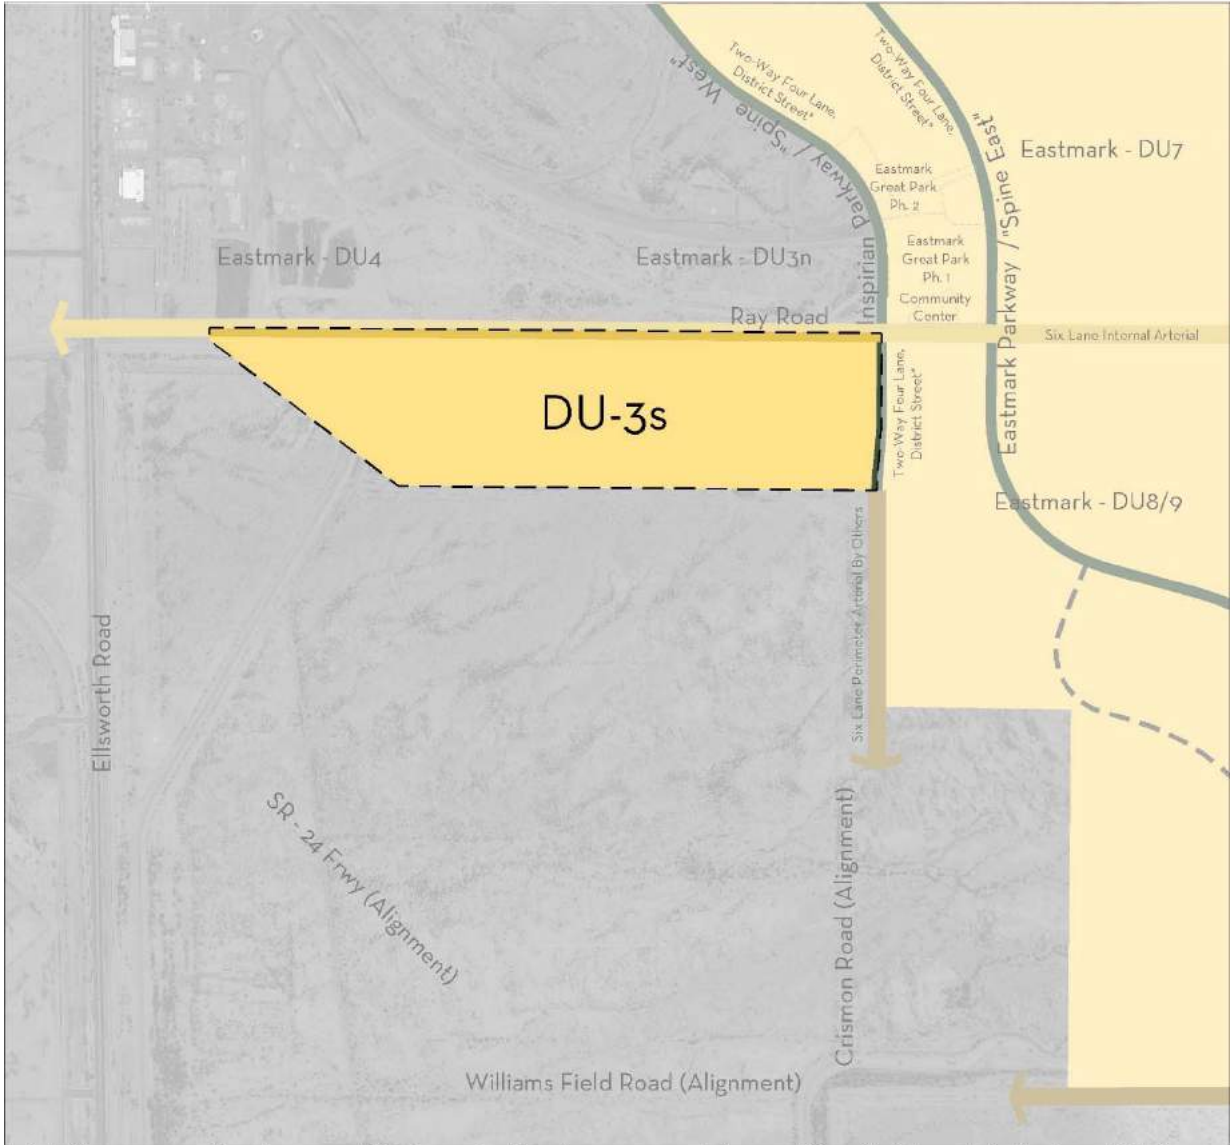 Two-Way Four Lane,
District Street*
Two-Way Four Lane,
District Street*
Inspirian Parkway / "Spine West"
Eastmark Parkway / "Spine East"
Eastmark - DU7
Eastmark
Great Park
Ph. 2
Eastmark - DU4
Eastmark - DU3n
Eastmark
Great Park
Ph. 1
Community
Center
Ray Road
Six Lane Internal Arterial
DU-3s
Two-Way Four Lane,
District Street*
Eastmark - DU8/9
Six Lane Perimeter Arterial By Others
Ellsworth Road
SR - 24 Frwy (Alignment)
Crismon Road (Alignment)
Williams Field Road (Alignment)